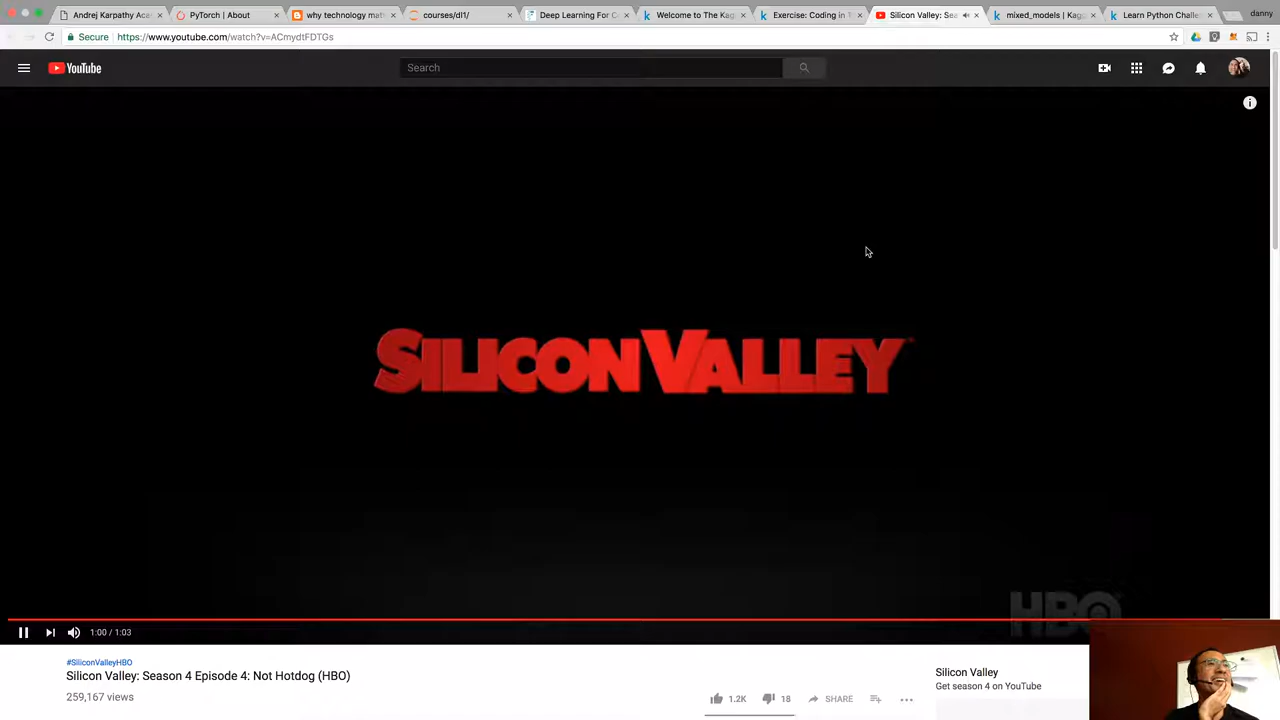 Andrej Karpathy Aca
PyTorch | About
why technology mat
courses/dl1/
Deep Learning For C
Welcome to The Kag
Exercise: Coding in T
Silicon Valley: Sea
mixed_models | Kag
Learn Python Challe
danny
Secure
https://www.youtube.com/watch?v=ACmydtFDTGs
YouTube
Search
SILICON VALLEY
HBO
1:00 / 1:03
#SiliconValleyHBO
Silicon Valley: Season 4 Episode 4: Not Hotdog (HBO)
259,167 views
1.2K
18
SHARE
Silicon Valley
Get season 4 on YouTube